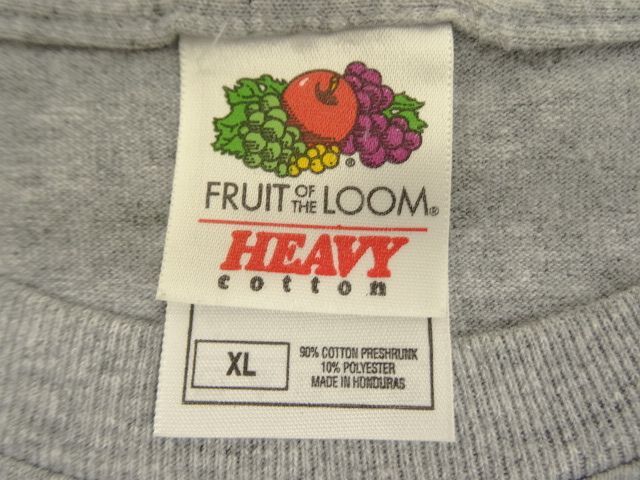 FRUIT OF THE LOOM®
HEAVY
cotton
XL
90% COTTON PRESHRUNK
10% POLYESTER
MADE IN HONDURAS